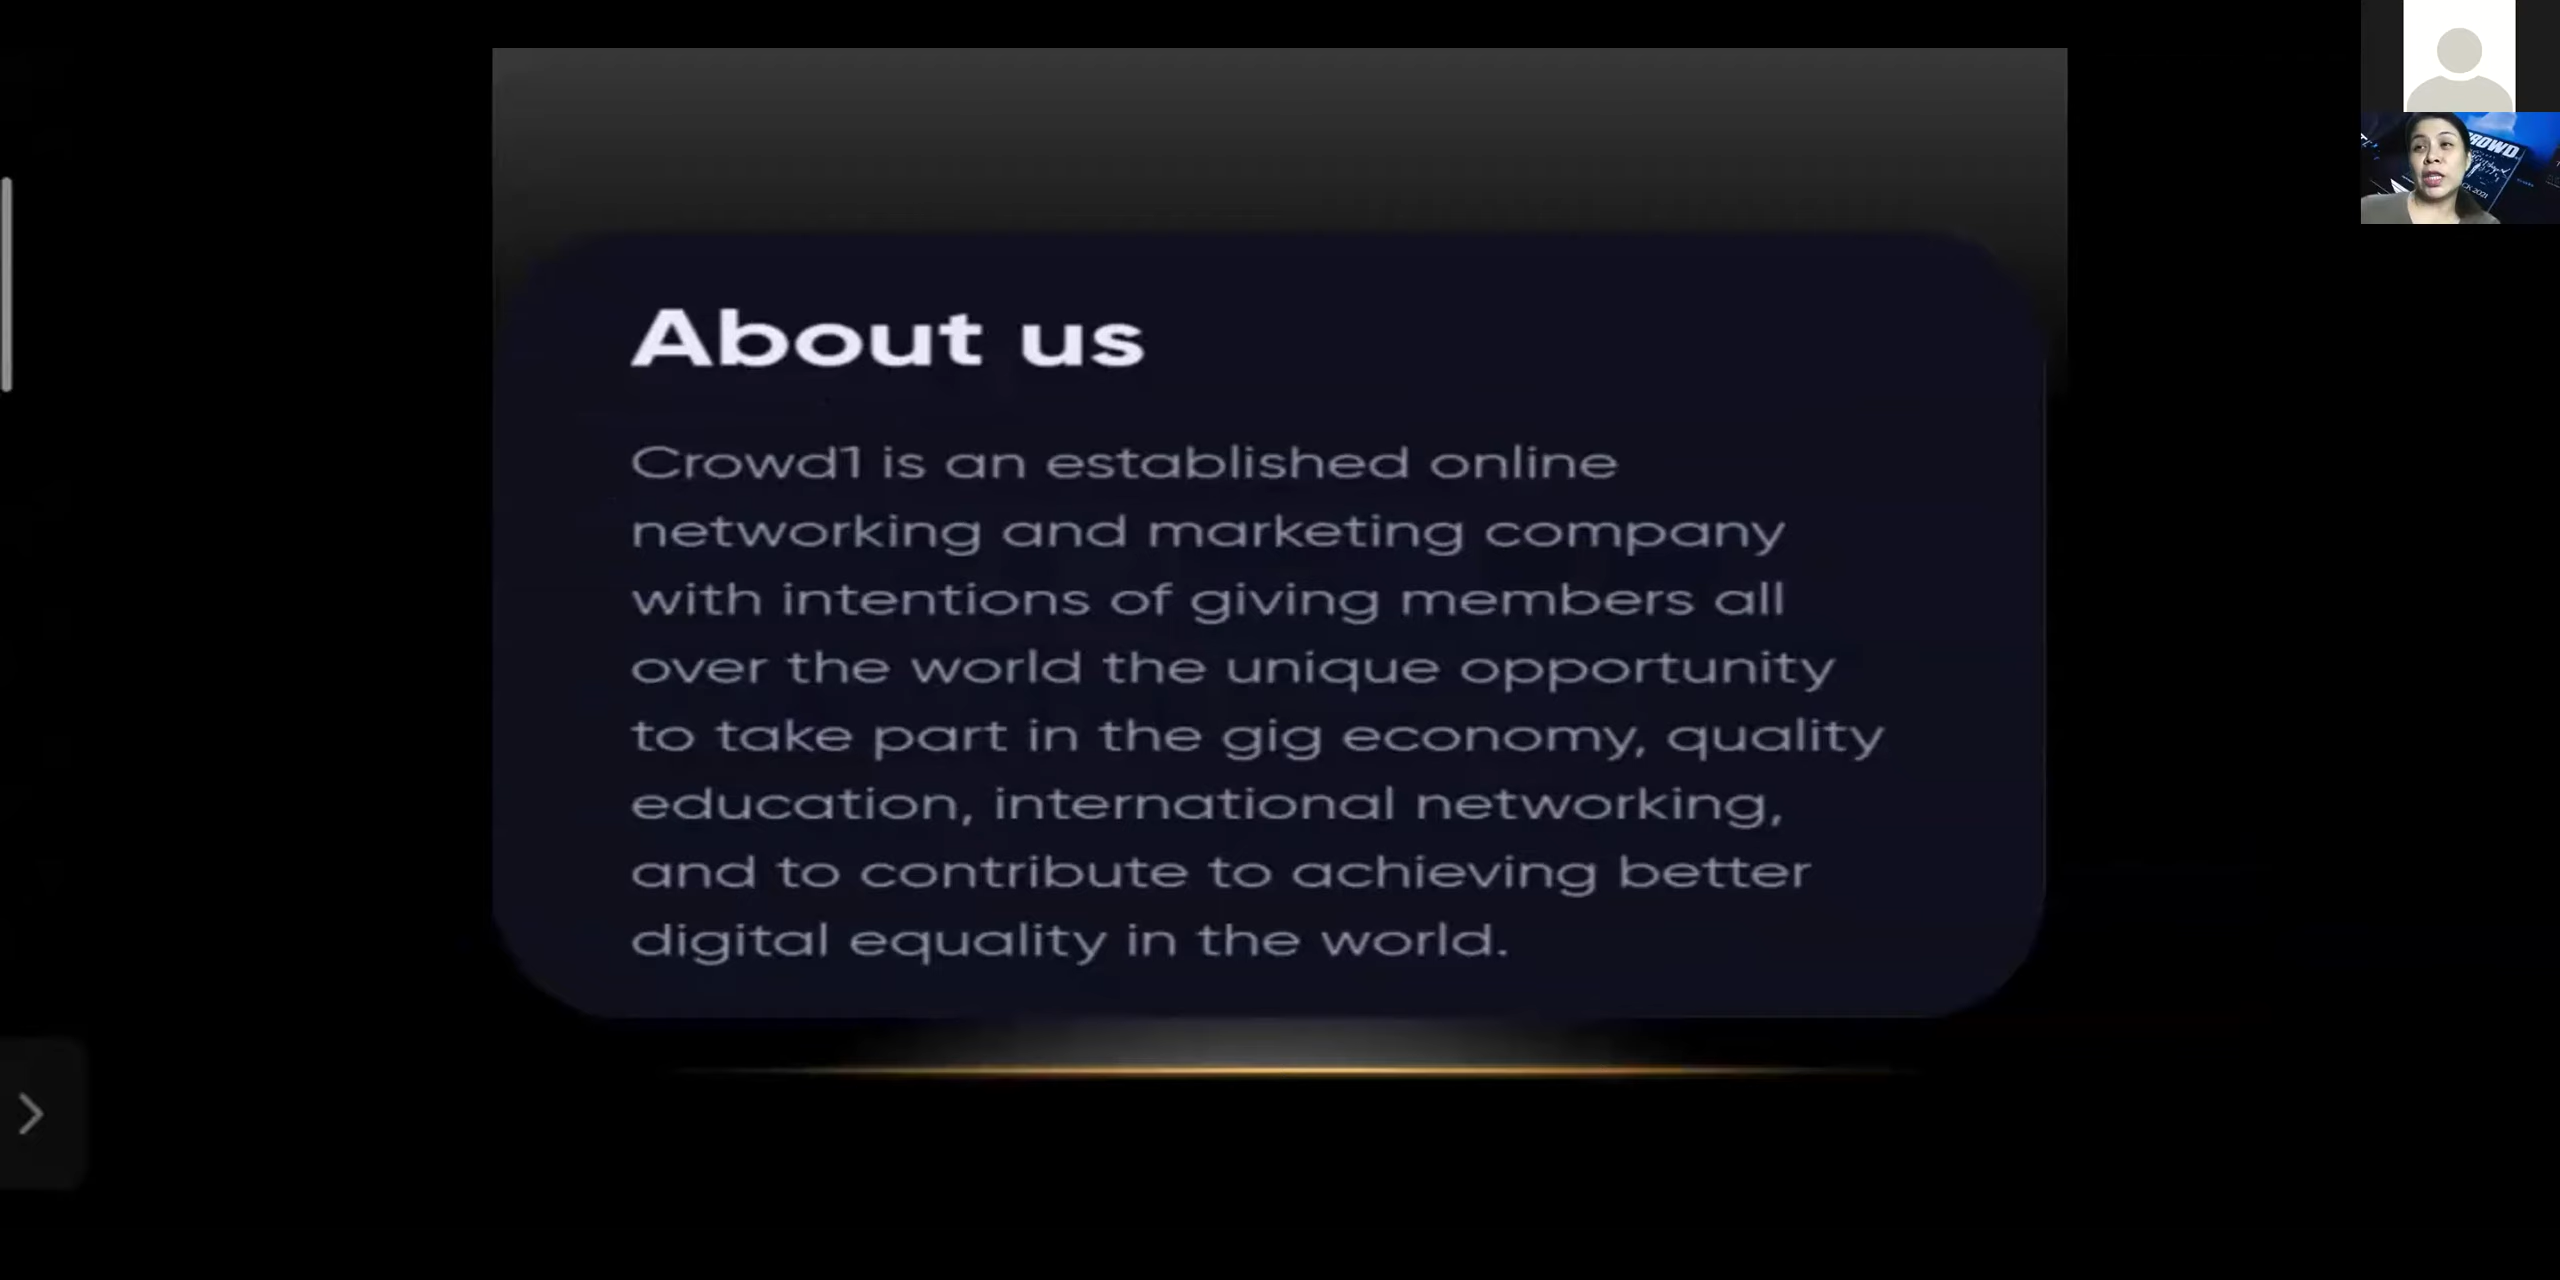 About us
Crowd1 is an established online
networking and marketing company
with intentions of giving members all
over the world the unique opportunity
to take part in the gig economy, quality
education, international networking,
and to contribute to achieving better
digital equality in the world.